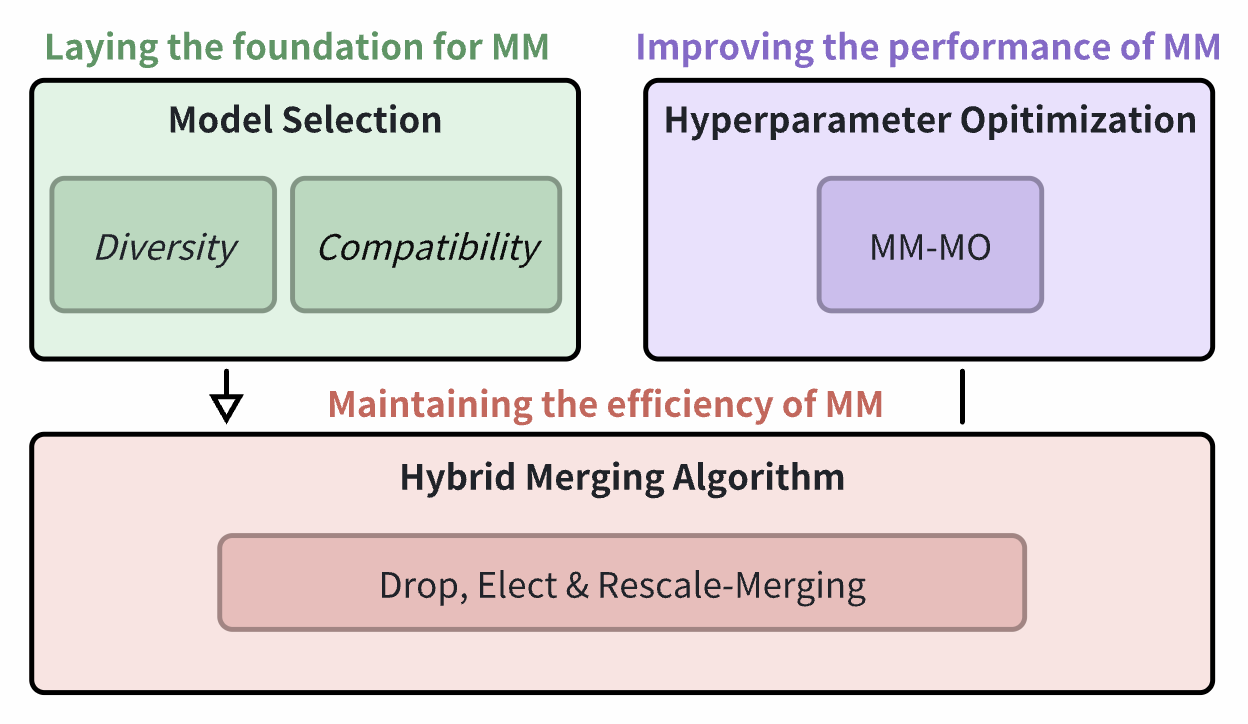 Laying the foundation for MM
Model Selection
Diversity
Compatibility
Improving the performance of MM
Hyperparameter Opitimization
MM-MO
Maintaining the efficiency of MM
Hybrid Merging Algorithm
Drop, Elect & Rescale-Merging